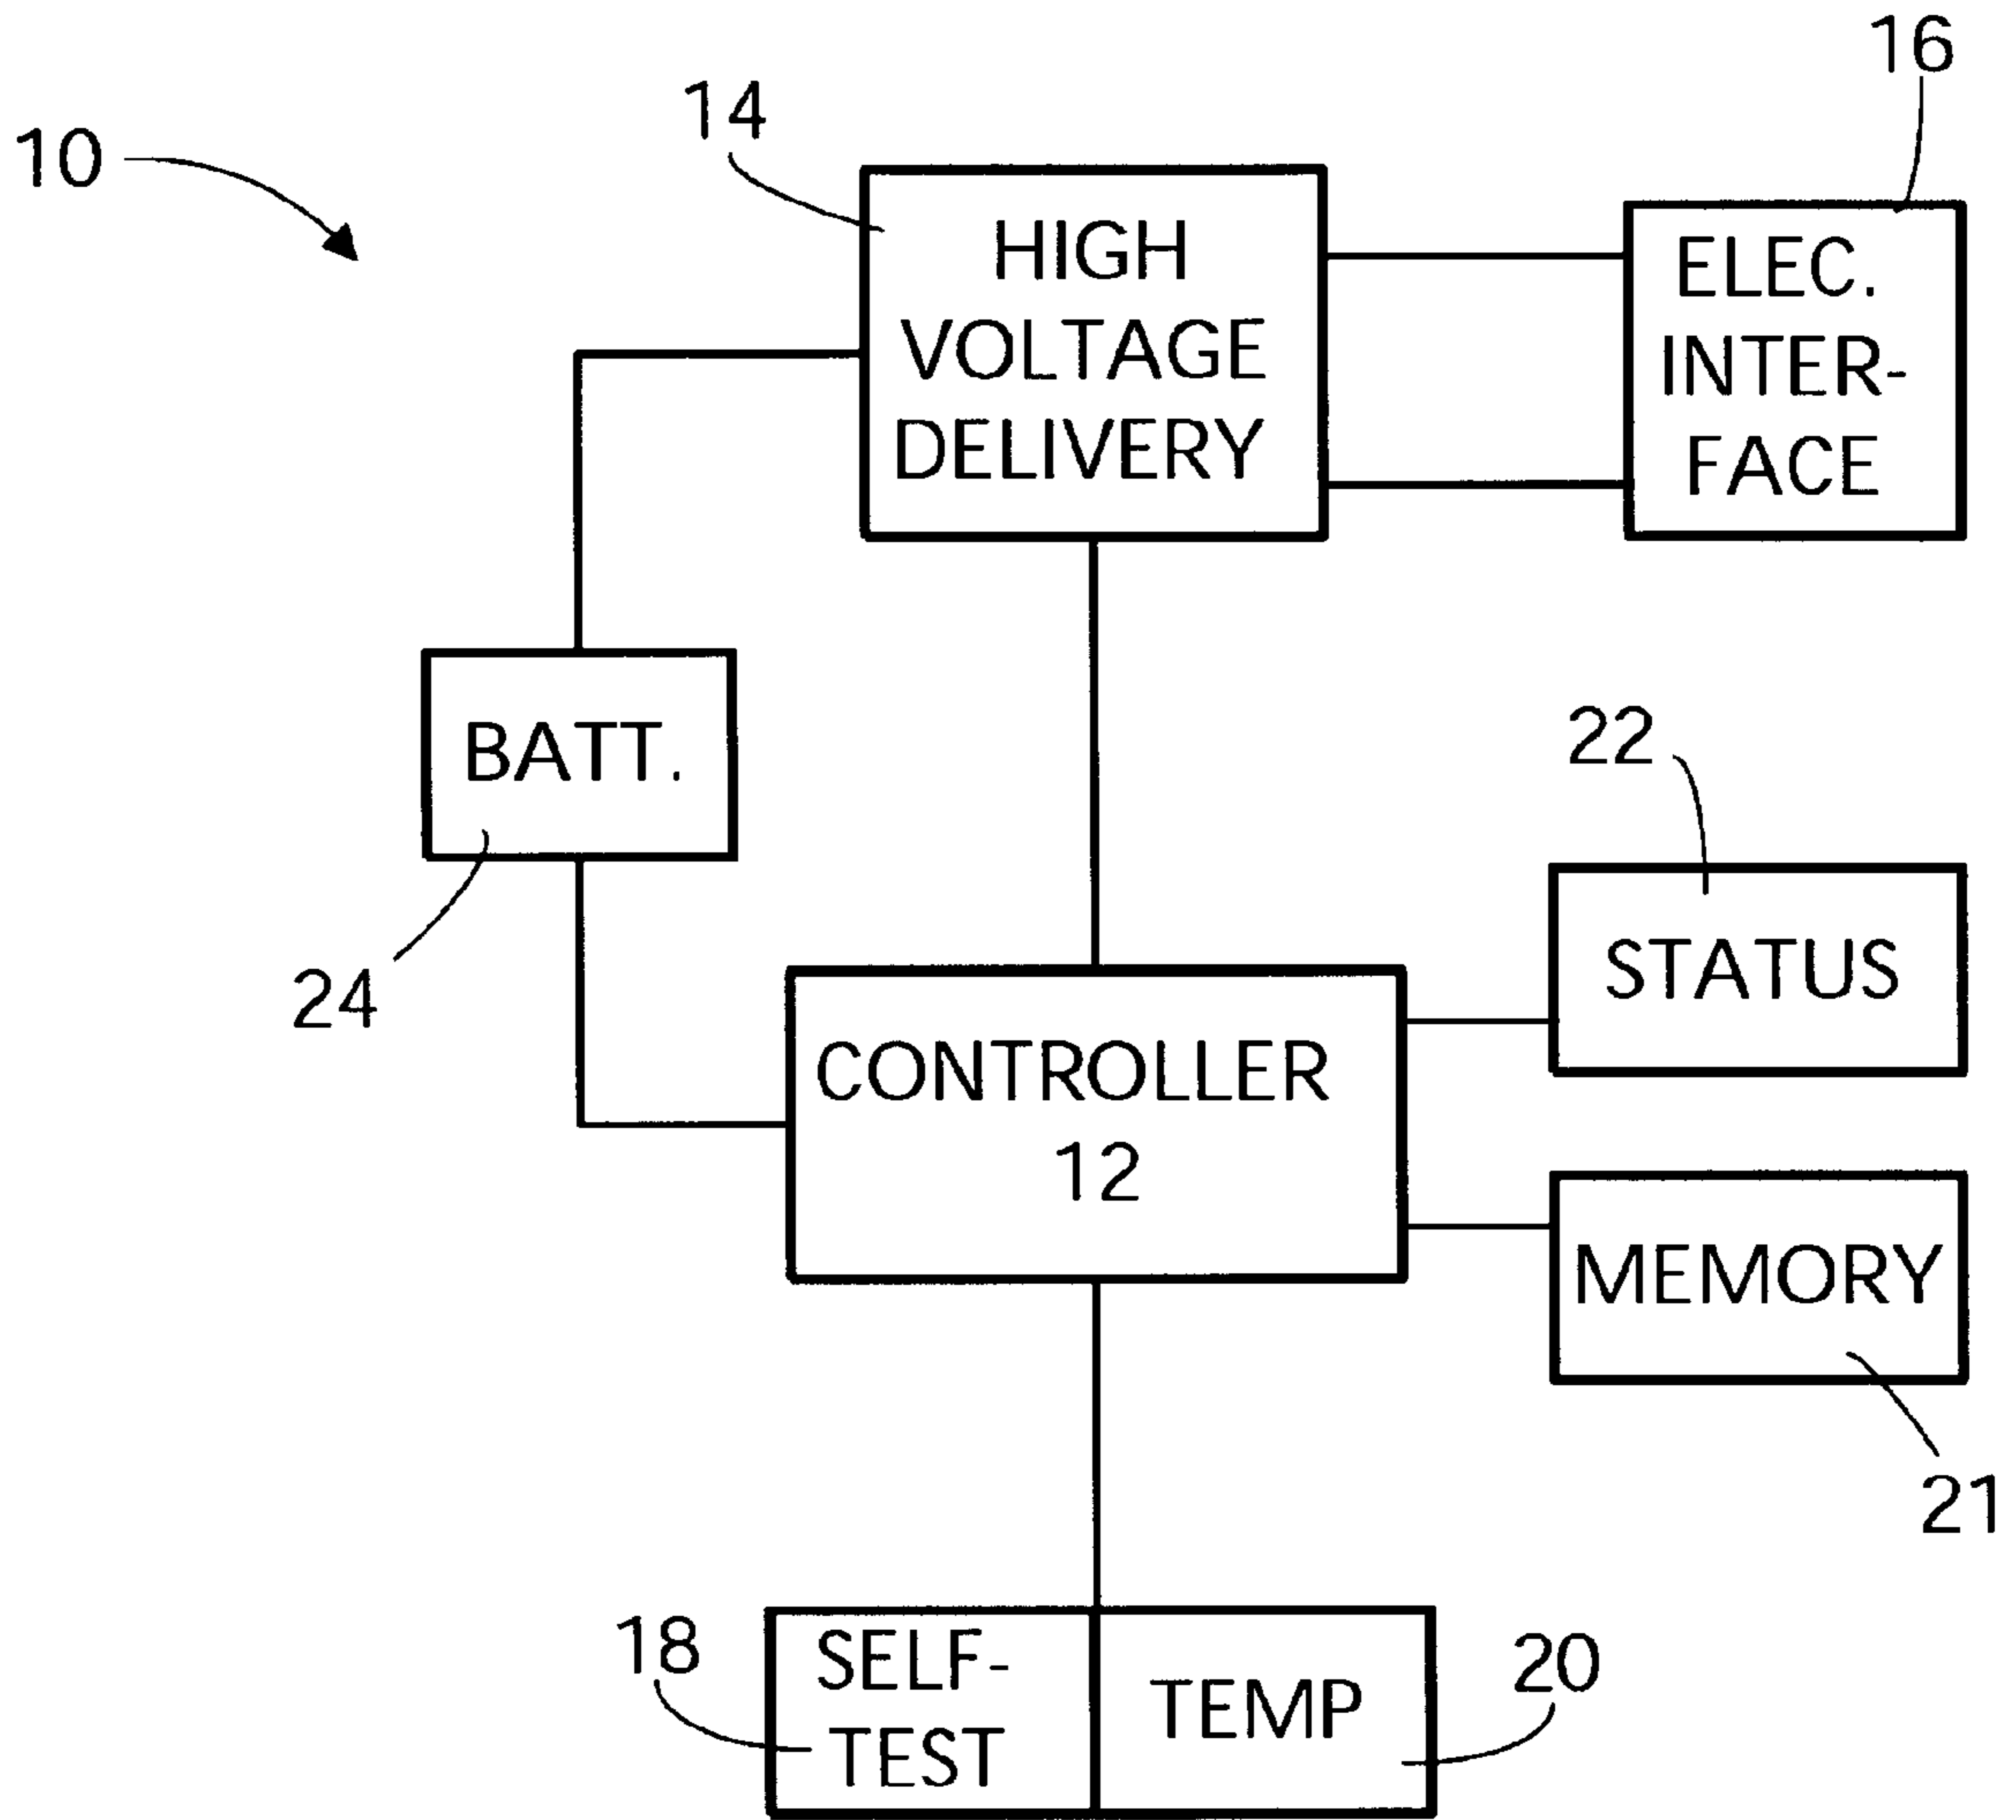 16
14
10
HIGH
VOLTAGE
DELIVERY
ELEC.
INTER-
FACE
BATT.
22
24
STATUS
CONTROLLER
12
MEMORY
21
18
SELF-
TEST
TEMP
20